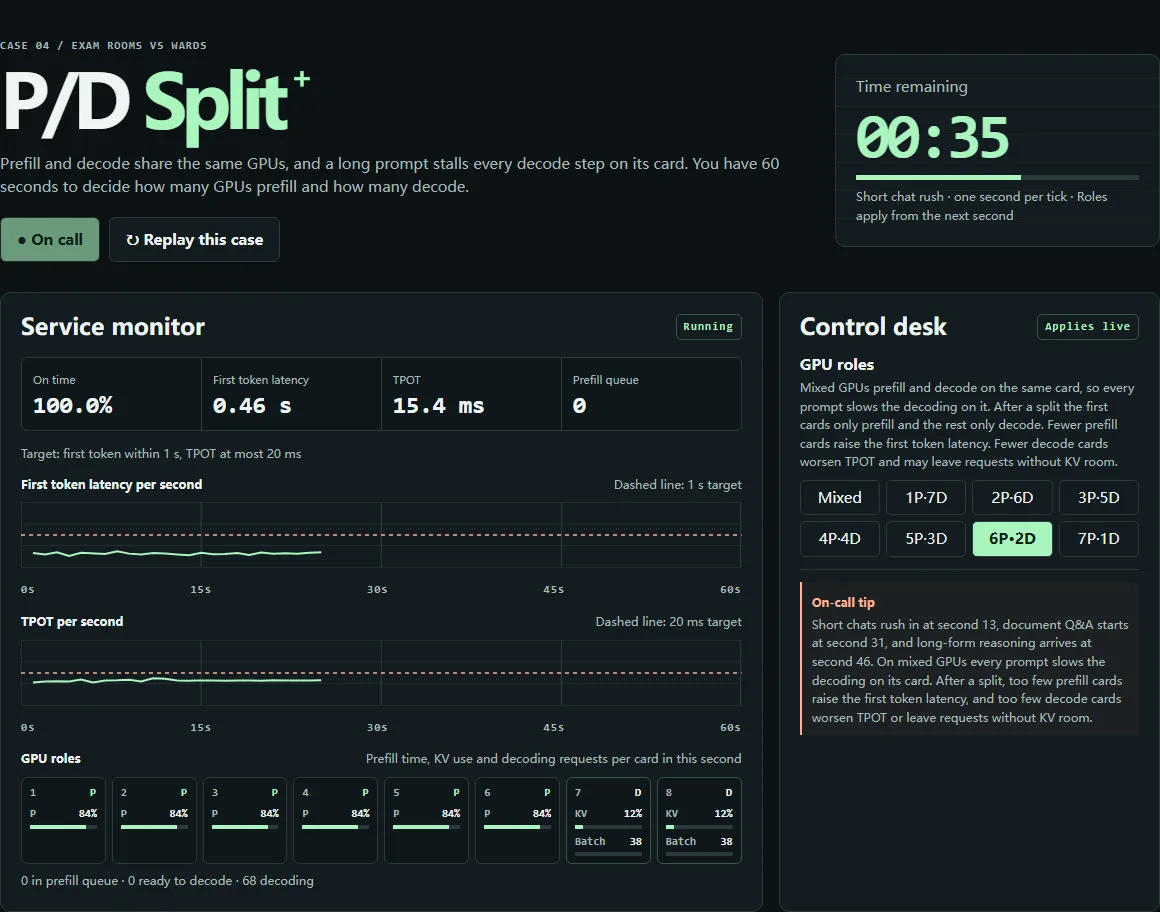 CASE 04 / EXAM ROOMS VS WARDS
P/D Split+
Prefill and decode share the same GPUs, and a long prompt stalls every decode step on its card. You have 60
seconds to decide how many GPUs prefill and how many decode.
● On call
↻ Replay this case
Time remaining
00:35
Short chat rush · one second per tick · Roles
apply from the next second
Service monitor
Running
On time
100.0%
First token latency
0.46 s
TPOT
15.4 ms
Prefill queue
0
Target: first token within 1 s, TPOT at most 20 ms
First token latency per second
Dashed line: 1 s target
0s 15s 30s 45s 60s
TPOT per second
Dashed line: 20 ms target
0s 15s 30s 45s 60s
GPU roles
Prefill time, KV use and decoding requests per card in this second
1 P
P 84%
2 P
P 84%
3 P
P 84%
4 P
P 84%
5 P
P 84%
6 P
P 84%
7 D
KV 12%
Batch 38
8 D
KV 12%
Batch 38
0 in prefill queue · 0 ready to decode · 68 decoding
Control desk
Applies live
GPU roles
Mixed GPUs prefill and decode on the same card, so every
prompt slows the decoding on it. After a split the first
cards only prefill and the rest only decode. Fewer prefill
cards raise the first token latency. Fewer decode cards
worsen TPOT and may leave requests without KV room.
Mixed 1P·7D 2P·6D 3P·5D
4P·4D 5P·3D 6P·2D 7P·1D
On-call tip
Short chats rush in at second 13, document Q&A starts
at second 31, and long-form reasoning arrives at
second 46. On mixed GPUs every prompt slows the
decoding on its card. After a split, too few prefill cards
raise the first token latency, and too few decode cards
worsen TPOT or leave requests without KV room.